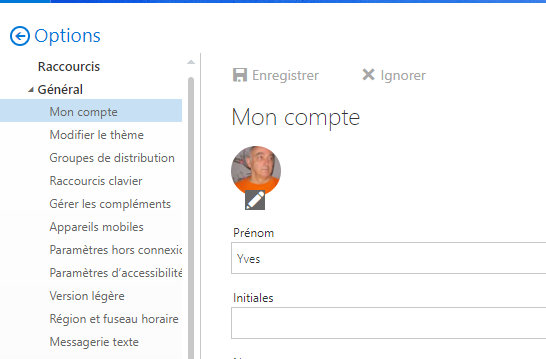 Options
Raccourcis
Général
Mon compte
Modifier le thème
Groupes de distribution
Raccourcis clavier
Gérer les compléments
Appareils mobiles
Paramètres hors connexio
Paramètres d'accessibilité
Version légère
Région et fuseau horaire
Messagerie texte
Enregistrer
Ignorer
Mon compte
Prénom
Yves
Initiales